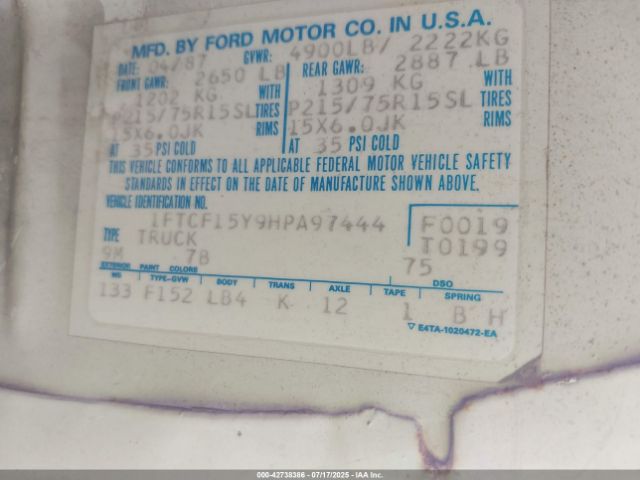 MFD. BY FORD MOTOR CO. IN U.S.A.
DATE: 04/87 GVWR: 4900LB/ 2222KG
FRONT GAWR: 2650 LB REAR GAWR: 2887 LB
1202 KG WITH 1309 KG WITH
P215/75R15SL TIRES P215/75R15SL TIRES
15X6.0JK RIMS 15X6.0JK RIMS
AT 35 PSI COLD AT 35 PSI COLD
THIS VEHICLE CONFORMS TO ALL APPLICABLE FEDERAL MOTOR VEHICLE SAFETY
STANDARDS IN EFFECT ON THE DATE OF MANUFACTURE SHOWN ABOVE.
VEHICLE IDENTIFICATION NO.
1FTCF15Y9HPA97444 F0019
TYPE TRUCK T0199
9M 78 75
EXTERIOR PAINT COLORS DSO
WB TYPE-GVW BODY TRANS AXLE TAPE SPRING
133 F152 LB4 K 12 1 B H
▽ E4TA-1020472-EA
000-42738386 - 07/17/2025 - IAA Inc.